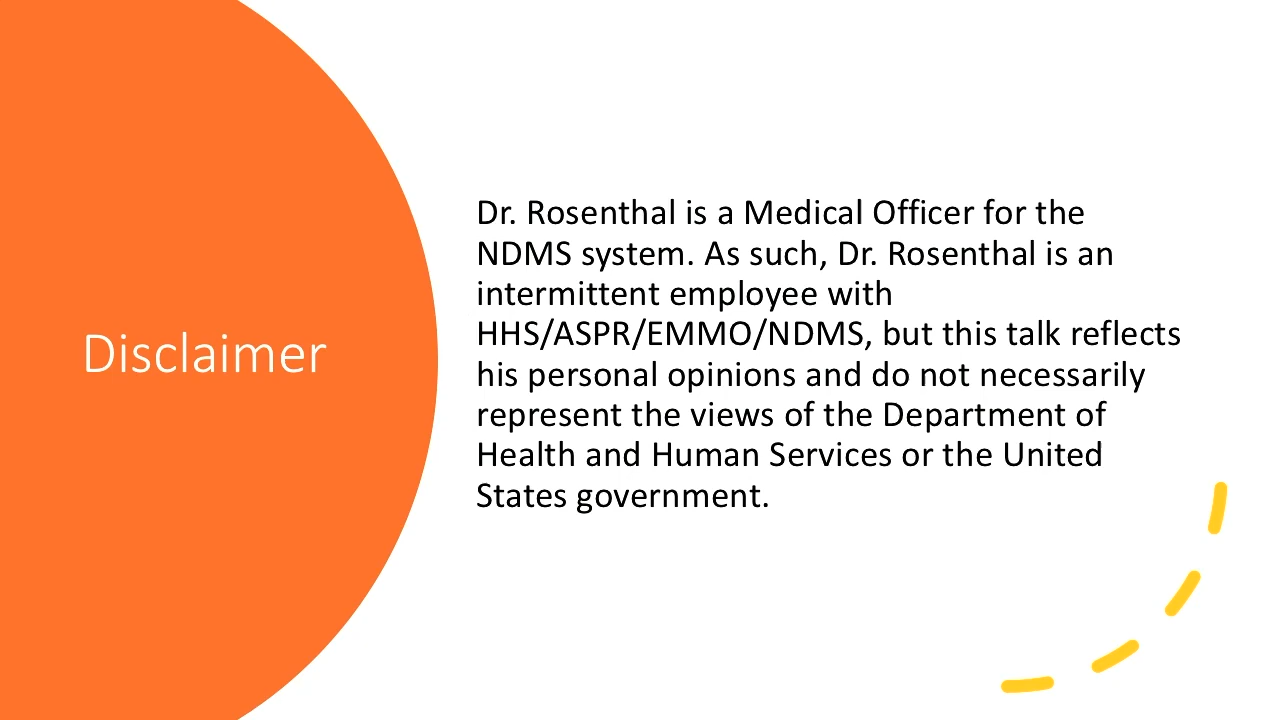 Disclaimer
Dr. Rosenthal is a Medical Officer for the
NDMS system. As such, Dr. Rosenthal is an
intermittent employee with
HHS/ASPR/EMMO/NDMS, but this talk reflects
his personal opinions and do not necessarily
represent the views of the Department of
Health and Human Services or the United
States government.